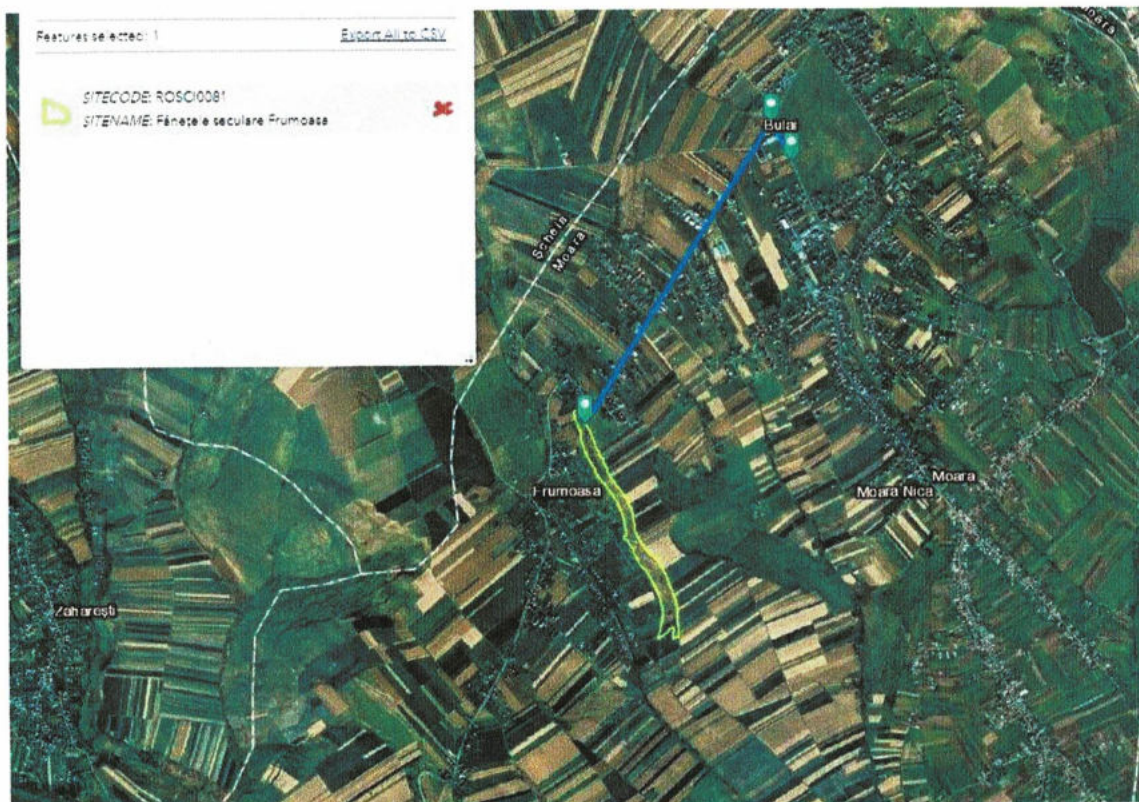 Features selected: 1
Export All to CSV
SITECODE: ROSCI0081
SITENAME: Fânețele seculare Frumoasa
Bulai
Scheia
Moara
Frumoasa
Moara
Moara Nica
Zaharești